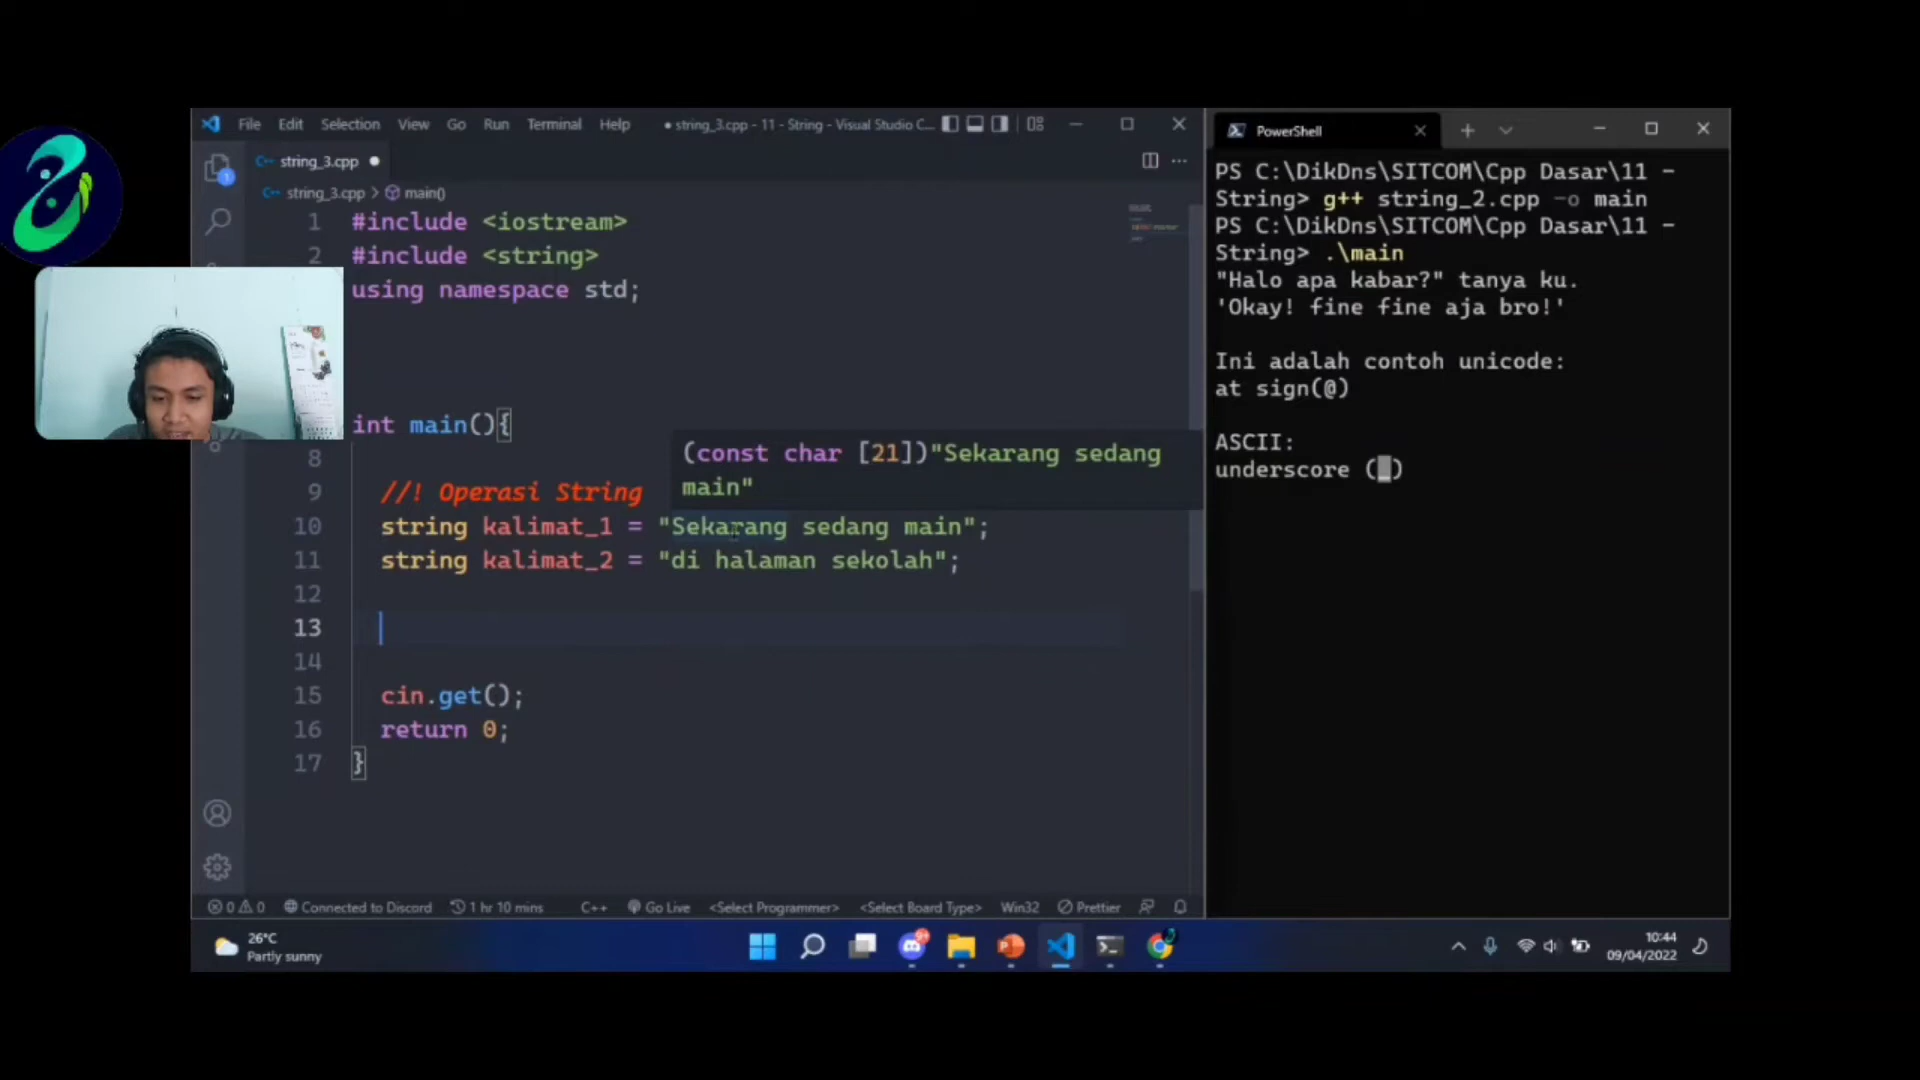 File Edit Selection View Go Run Terminal Help
● string_3.cpp - 11 - String - Visual Studio C...
string_3.cpp ●
string_3.cpp > main()
1 #include <iostream>
2 #include <string>
using namespace std;
int main(){
8
9 //! Operasi String
10 string kalimat_1 = "Sekarang sedang main";
11 string kalimat_2 = "di halaman sekolah";
12
13
14
15 cin.get();
16 return 0;
17 }
(const char [21])"Sekarang sedang
main"
0 0 Connected to Discord 1 hr 10 mins C++ Go Live <Select Programmer> <Select Board Type> Win32 Prettier
PowerShell
PS C:\DikDns\SITCOM\Cpp Dasar\11 -
String> g++ string_2.cpp -o main
PS C:\DikDns\SITCOM\Cpp Dasar\11 -
String> .\main
"Halo apa kabar?" tanya ku.
'Okay! fine fine aja bro!'
Ini adalah contoh unicode:
at sign(@)
ASCII:
underscore (_)
26°C
Partly sunny
10:44
09/04/2022